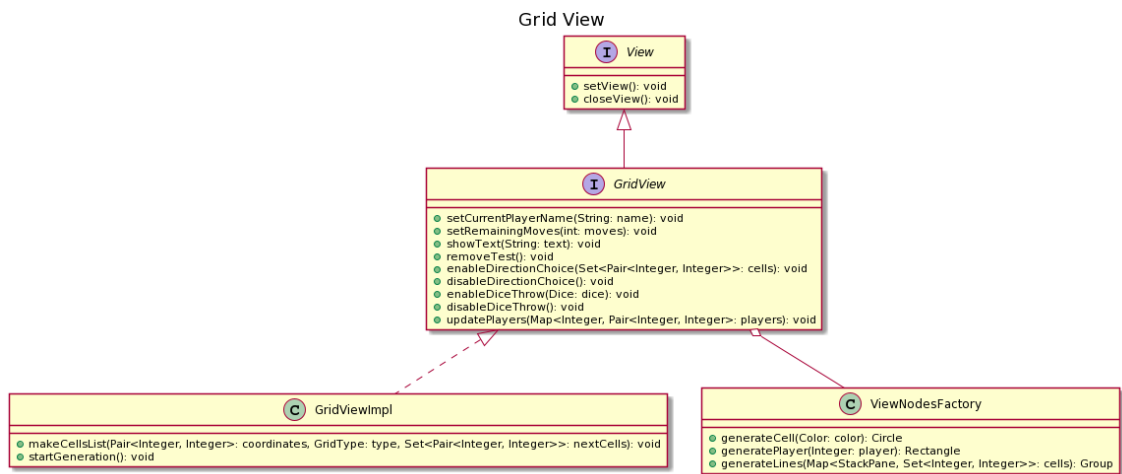 Grid View
I View
setView(): void
closeView(): void
I GridView
setCurrentPlayerName(String: name): void
setRemainingMoves(int: moves): void
showText(String: text): void
removeTest(): void
enableDirectionChoice(Set<Pair<Integer, Integer>>: cells): void
disableDirectionChoice(): void
enableDiceThrow(Dice: dice): void
disableDiceThrow(): void
updatePlayers(Map<Integer, Pair<Integer, Integer>: players): void
C GridViewImpl
makeCellsList(Pair<Integer, Integer>: coordinates, GridType: type, Set<Pair<Integer, Integer>>: nextCells): void
startGeneration(): void
C ViewNodesFactory
generateCell(Color: color): Circle
generatePlayer(Integer: player): Rectangle
generateLines(Map<StackPane, Set<Integer, Integer>>: cells): Group